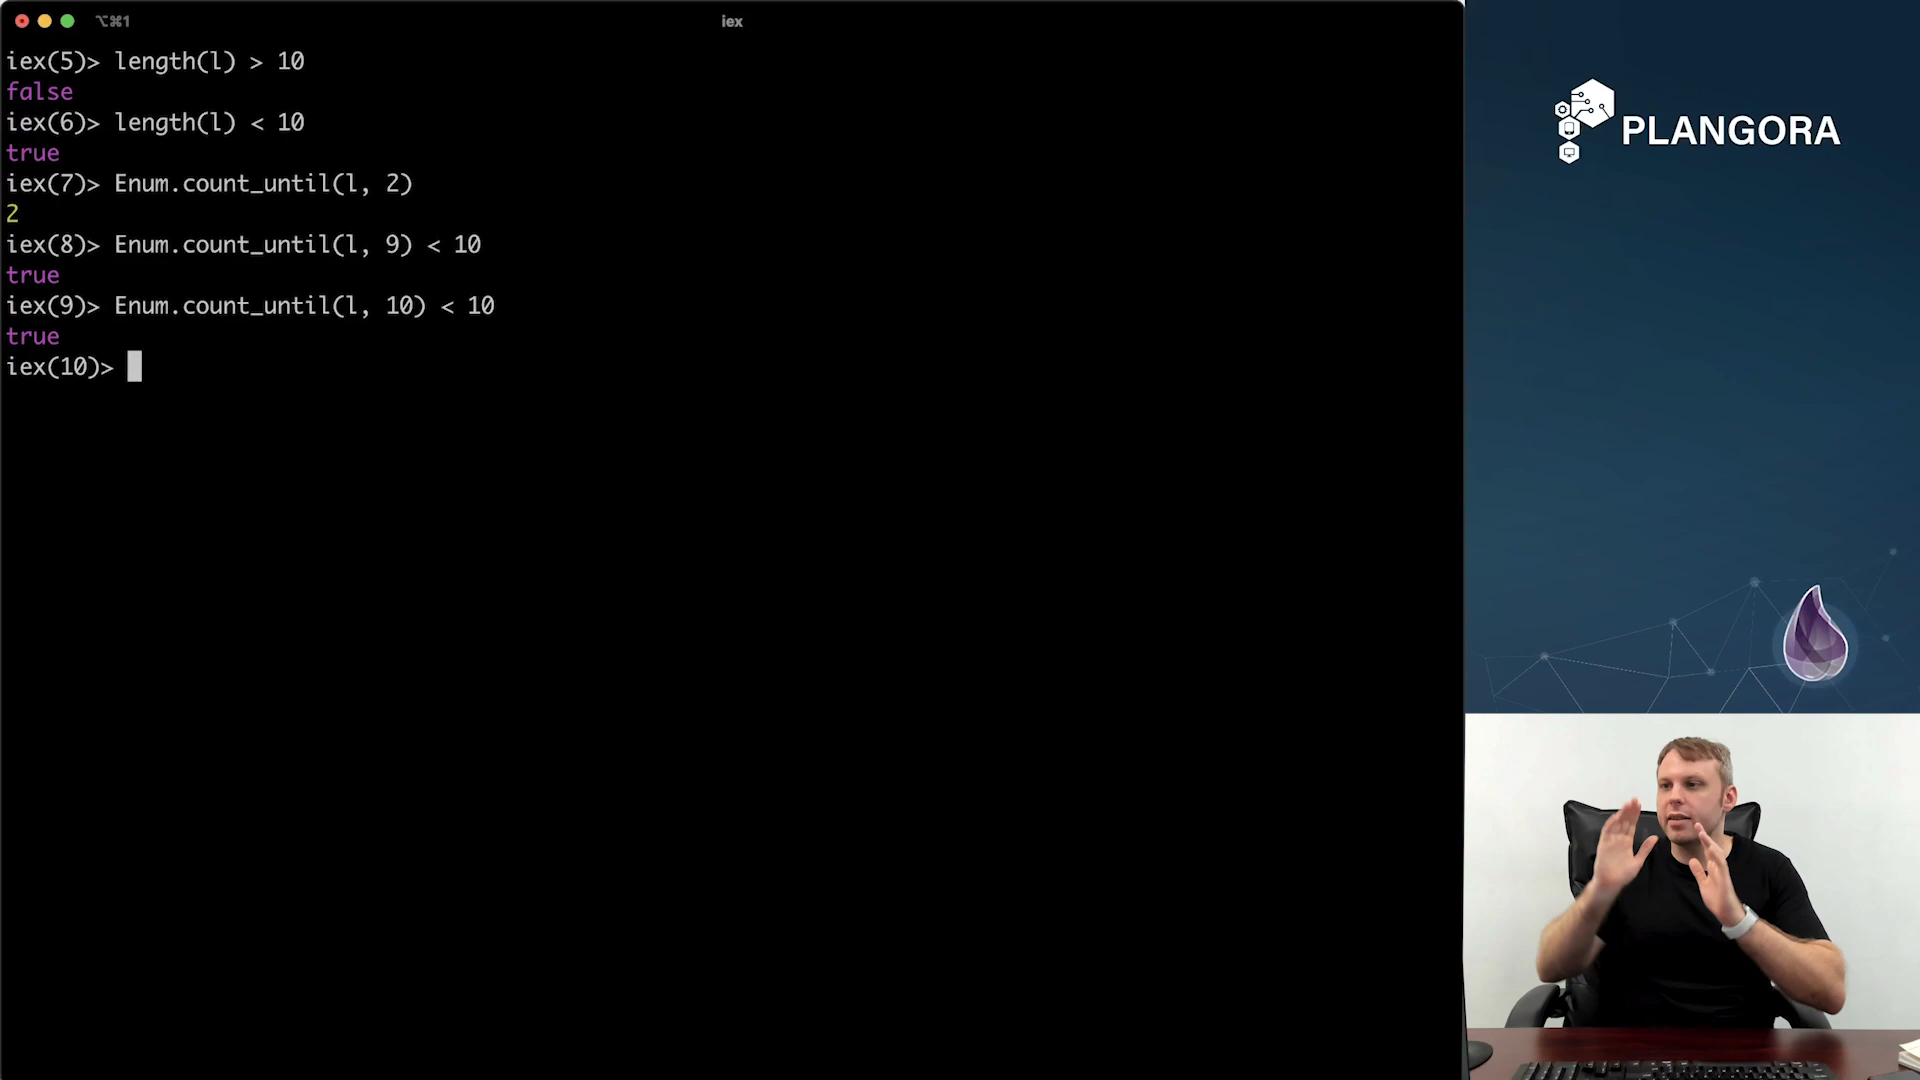 ⌥⌘1
iex
iex(5)> length(l) > 10
false
iex(6)> length(l) < 10
true
iex(7)> Enum.count_until(l, 2)
2
iex(8)> Enum.count_until(l, 9) < 10
true
iex(9)> Enum.count_until(l, 10) < 10
true
iex(10)>
PLANGORA